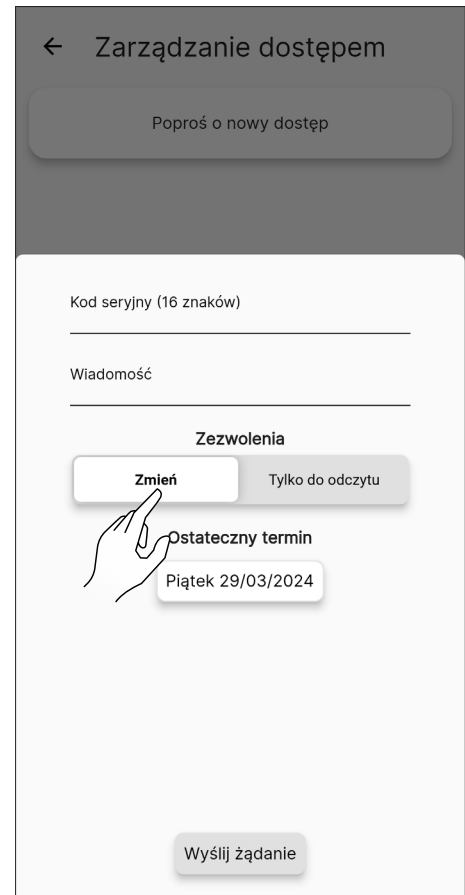 Zarządzanie dostępem
Poproś o nowy dostęp
Kod seryjny (16 znaków)
Wiadomość
Zezwolenia
Zmień
Tylko do odczytu
Ostateczny termin
Piątek 29/03/2024
Wyślij żądanie